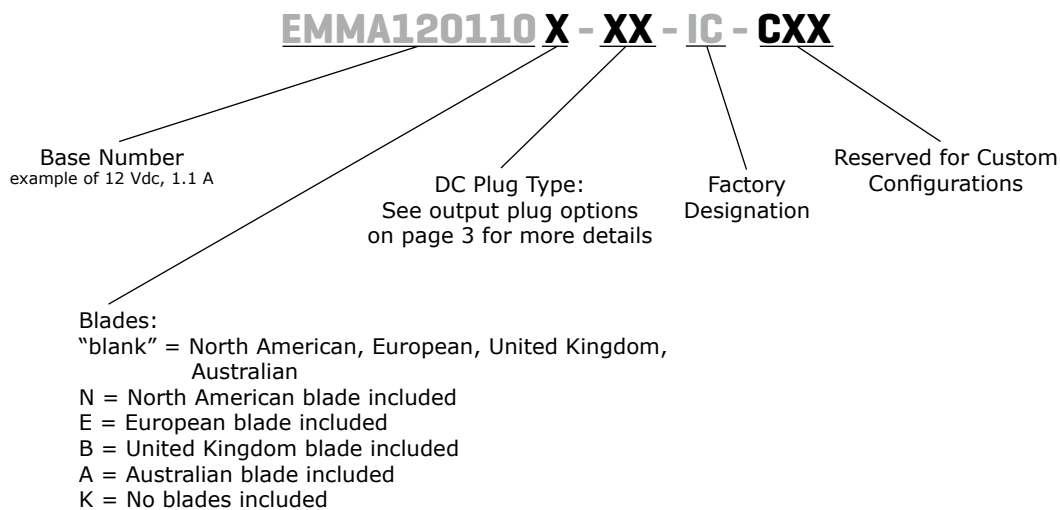 EMMA120110 X - XX - IC - CXX
Base Number
example of 12 Vdc, 1.1 A
DC Plug Type:
See output plug options
on page 3 for more details
Factory
Designation
Reserved for Custom
Configurations
Blades:
“blank” = North American, European, United Kingdom,
Australian
N = North American blade included
E = European blade included
B = United Kingdom blade included
A = Australian blade included
K = No blades included